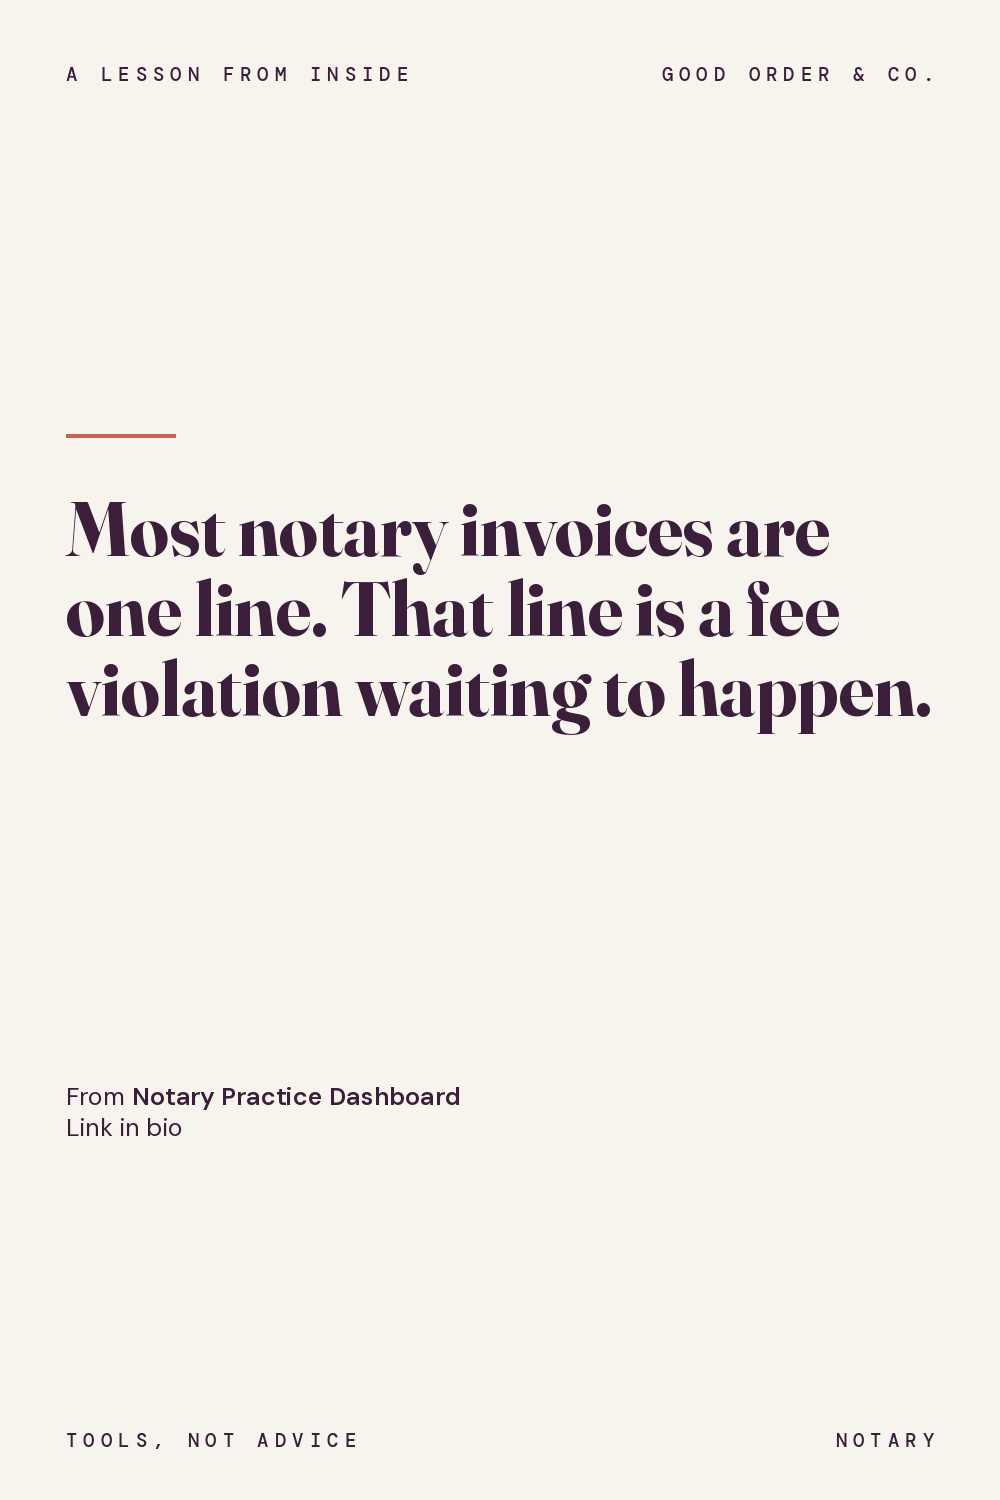 A LESSON FROM INSIDE
GOOD ORDER & CO.
Most notary invoices are
one line. That line is a fee
violation waiting to happen.
From Notary Practice Dashboard
Link in bio
TOOLS, NOT ADVICE
NOTARY